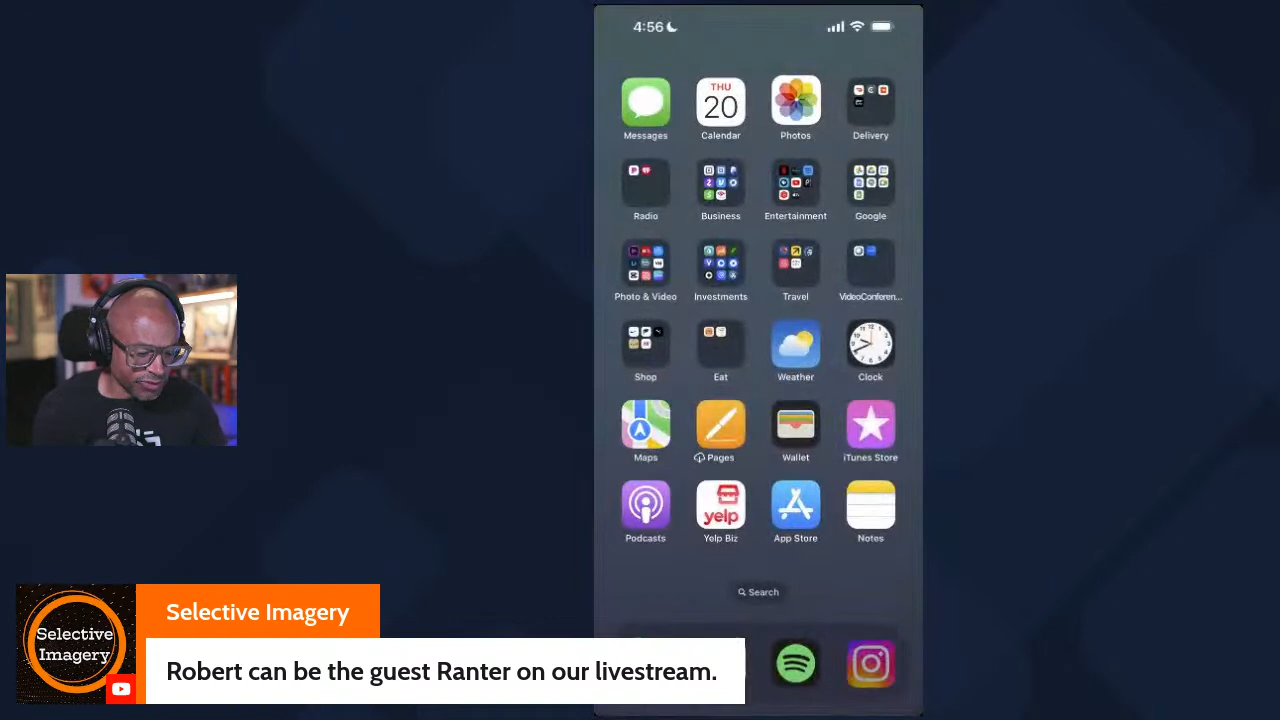 4:56
THU
20
Messages
Calendar
Photos
Delivery
Radio
Business
Entertainment
Google
Photo & Video
Investments
Travel
VideoConferen...
Shop
Eat
Weather
Clock
Maps
Pages
Wallet
iTunes Store
yelp
Podcasts
Yelp Biz
App Store
Notes
Search
Selective Imagery
Selective
Imagery
Robert can be the guest Ranter on our livestream.